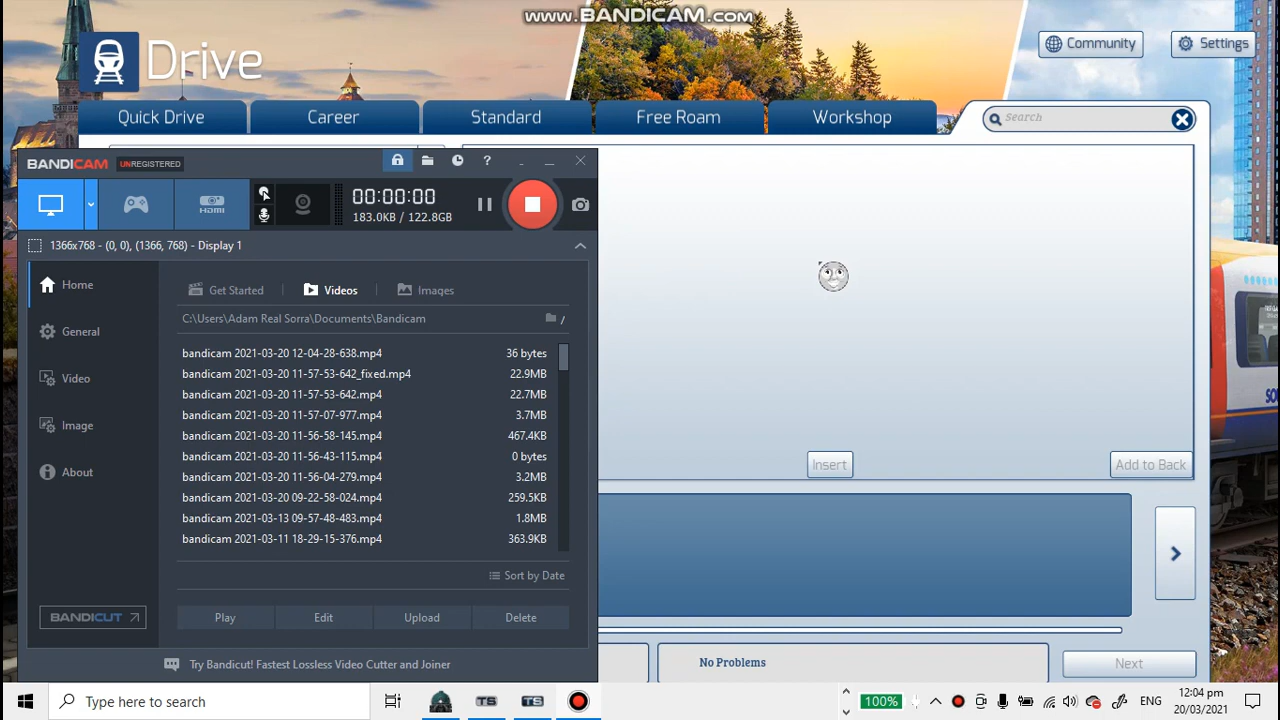 www.BANDICAM.com
Drive
Community
Settings
Quick Drive
Career
Standard
Free Roam
Workshop
Search
BANDICAM
UNREGISTERED
?
00:00:00
183.0KB / 122.8GB
HDMI
1366x768 - (0, 0), (1366, 768) - Display 1
Home
General
Video
Image
About
BANDICUT
Get Started
Videos
Images
C:\Users\Adam Real Sorra\Documents\Bandicam
/
bandicam 2021-03-20 12-04-28-638.mp4 36 bytes
bandicam 2021-03-20 11-57-53-642_fixed.mp4 22.9MB
bandicam 2021-03-20 11-57-53-642.mp4 22.7MB
bandicam 2021-03-20 11-57-07-977.mp4 3.7MB
bandicam 2021-03-20 11-56-58-145.mp4 467.4KB
bandicam 2021-03-20 11-56-43-115.mp4 0 bytes
bandicam 2021-03-20 11-56-04-279.mp4 3.2MB
bandicam 2021-03-20 09-22-58-024.mp4 259.5KB
bandicam 2021-03-13 09-57-48-483.mp4 1.8MB
bandicam 2021-03-11 18-29-15-376.mp4 363.9KB
Sort by Date
Play
Edit
Upload
Delete
Try Bandicut! Fastest Lossless Video Cutter and Joiner
Insert
Add to Back
No Problems
Next
Type here to search
TS
TS
100%
ENG
12:04 pm
20/03/2021